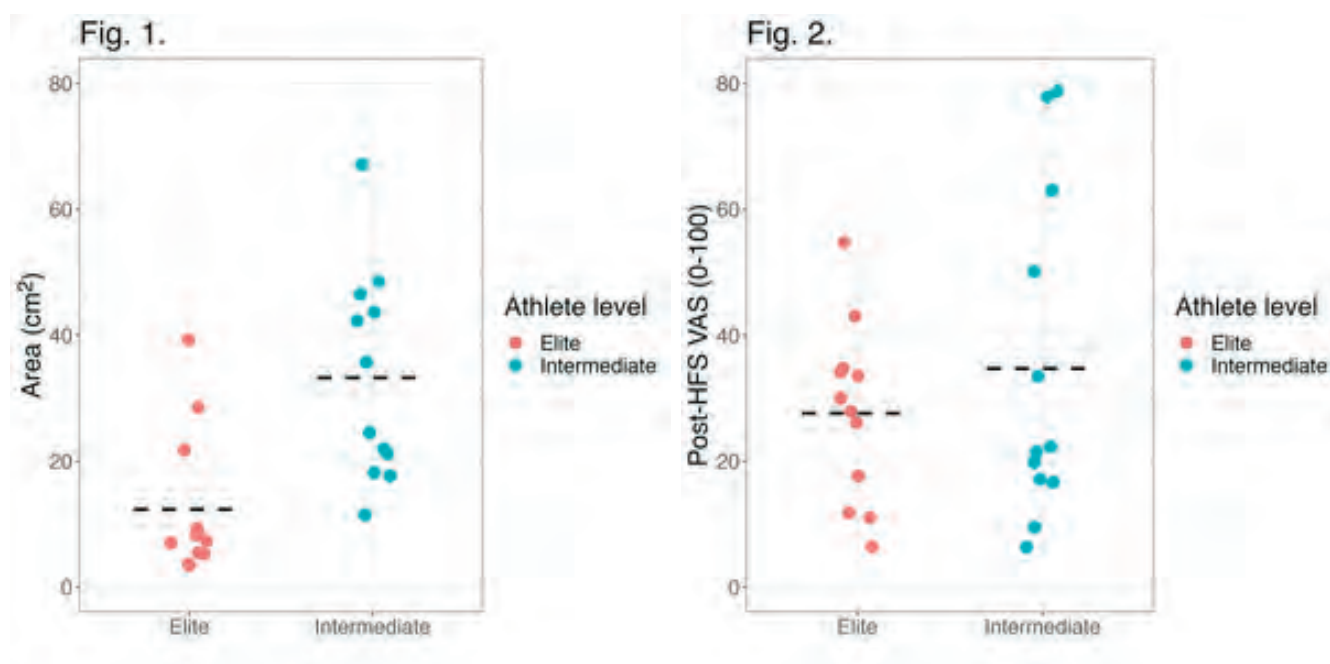 Fig. 1.
80
60
40
20
0
Area (cm²)
Elite
Intermediate
Athlete level
Elite
Intermediate
Fig. 2.
80
60
40
20
0
Post-HFS VAS (0-100)
Elite
Intermediate
Athlete level
Elite
Intermediate